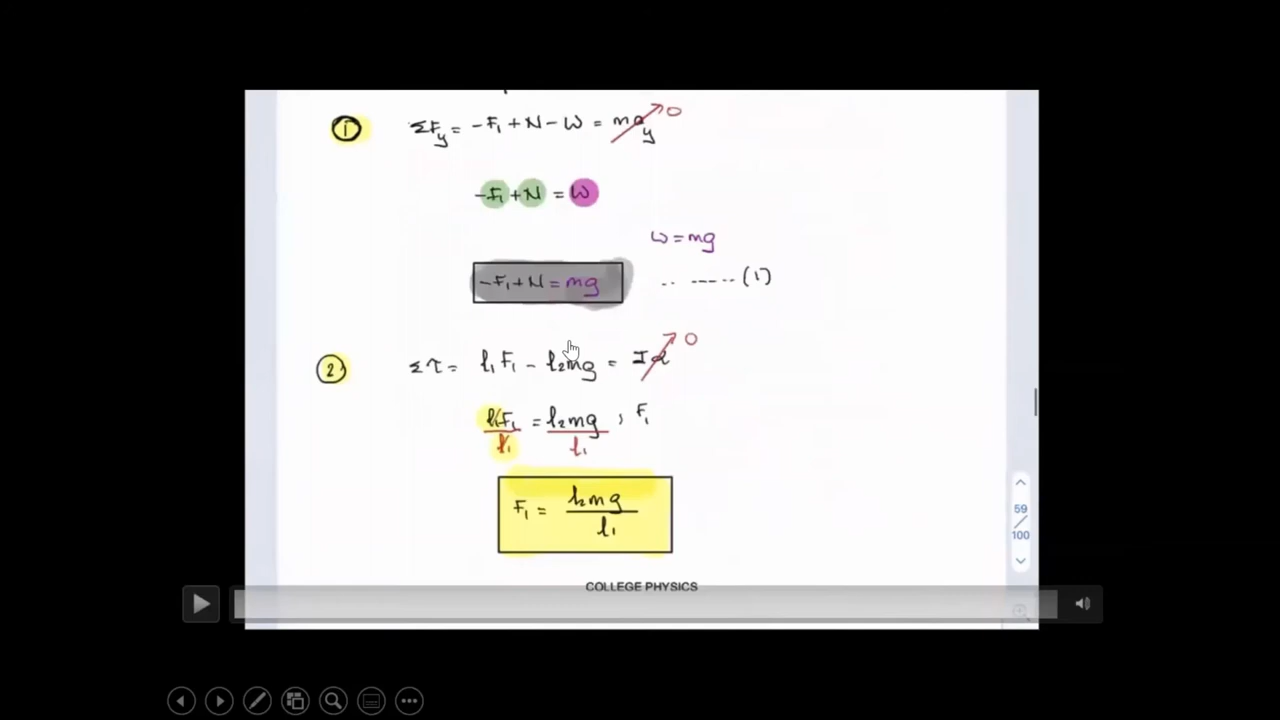 ① ΣFy = -F₁ + N - W = may 0
-F₁ + N = W
W = mg
-F₁ + N = mg .. ---- .. (1)
② Στ = l₁F₁ - l₂mg = Iα 0
l₁F₁/l₁ = l₂mg/l₁ , F₁
F₁ = l₂mg/l₁
59
/
100
COLLEGE PHYSICS